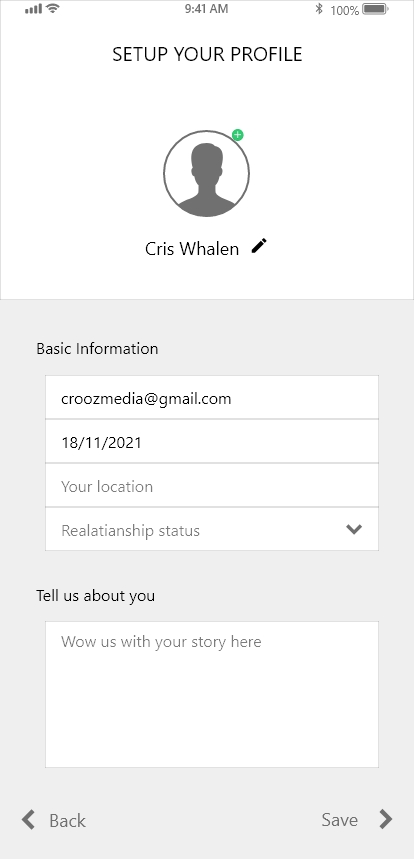 9:41 AM 100%
SETUP YOUR PROFILE
Cris Whalen
Basic Information
croozmedia@gmail.com
18/11/2021
Your location
Realatianship status
Tell us about you
Wow us with your story here
Back Save